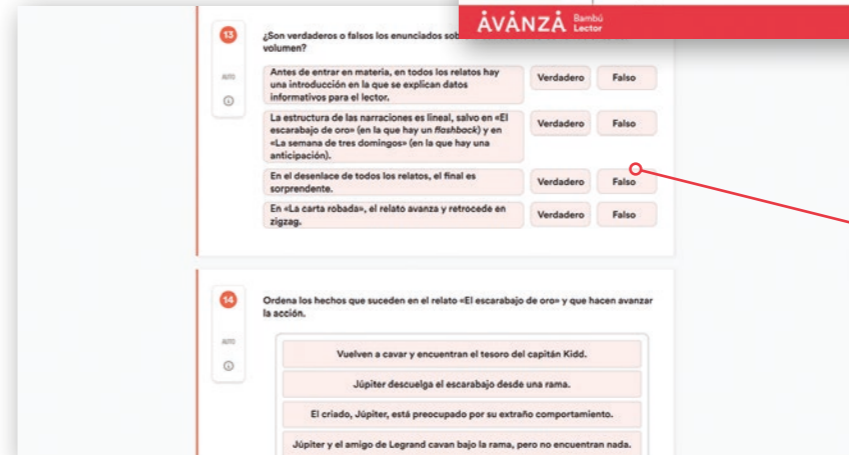 ÅVÅNZÅ Bambú
Lector
13
¿Son verdaderos o falsos los enunciados
volumen?
AUTO
Antes de entrar en materia, en todos los relatos hay
una introducción en la que se explican datos
informativos para el lector.
Verdadero Falso
La estructura de las narraciones es lineal, salvo en «El
escarabajo de oro» (en la que hay un flashback) y en
«La semana de tres domingos» (en la que hay una
anticipación).
Verdadero Falso
En el desenlace de todos los relatos, el final es
sorprendente.
Verdadero Falso
En «La carta robada», el relato avanza y retrocede en
zigzag.
Verdadero Falso
14
Ordena los hechos que suceden en el relato «El escarabajo de oro» y que hacen avanzar
la acción.
AUTO
Vuelven a cavar y encuentran el tesoro del capitán Kidd.
Júpiter descuelga el escarabajo desde una rama.
El criado, Júpiter, está preocupado por su extraño comportamiento.
Júpiter y el amigo de Legrand cavan bajo la rama, pero no encuentran nada.